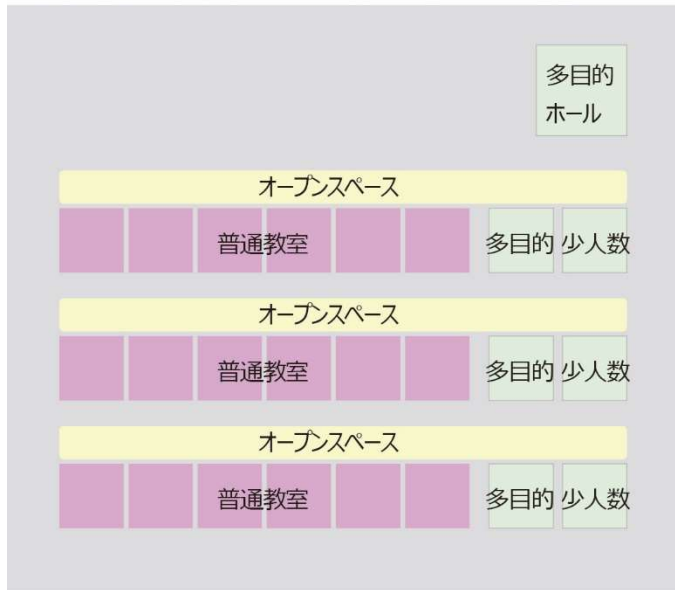 多目的
ホール
オープンスペース
普通教室 多目的 少人数
オープンスペース
普通教室 多目的 少人数
オープンスペース
普通教室 多目的 少人数